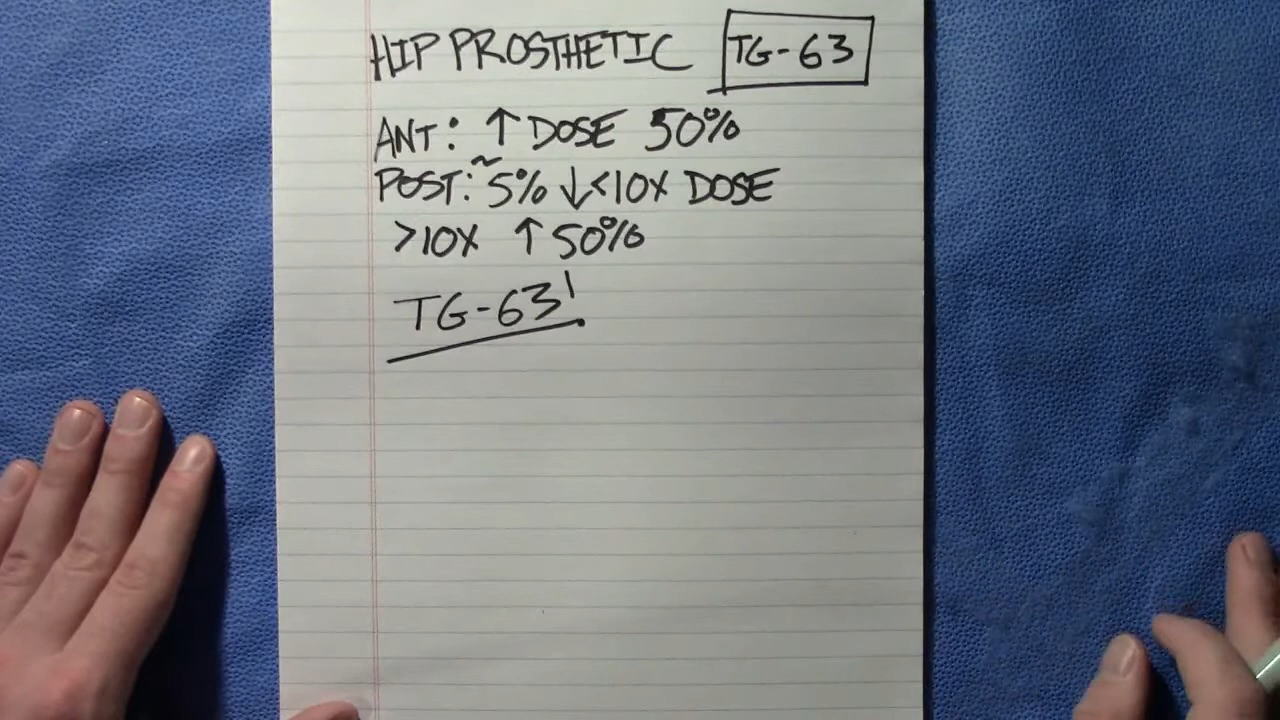 HIP PROSTHETIC TG-63
ANT: ↑ DOSE 50%
POST: ~5% ↓ <10X DOSE
>10X ↑ 50%
TG-63'